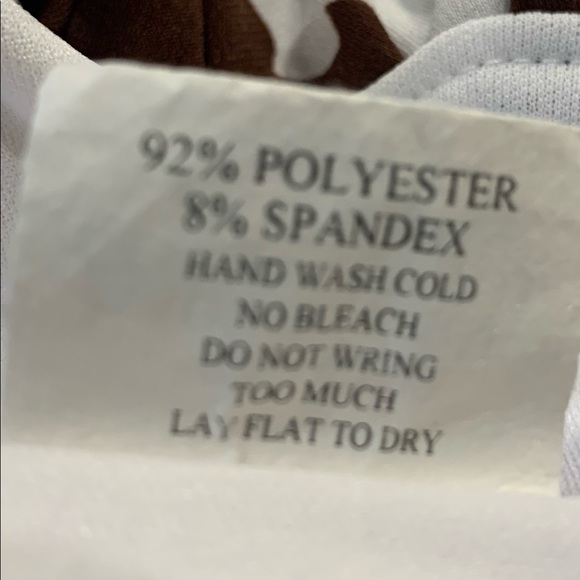 92% POLYESTER
8% SPANDEX
HAND WASH COLD
NO BLEACH
DO NOT WRING
TOO MUCH
LAY FLAT TO DRY